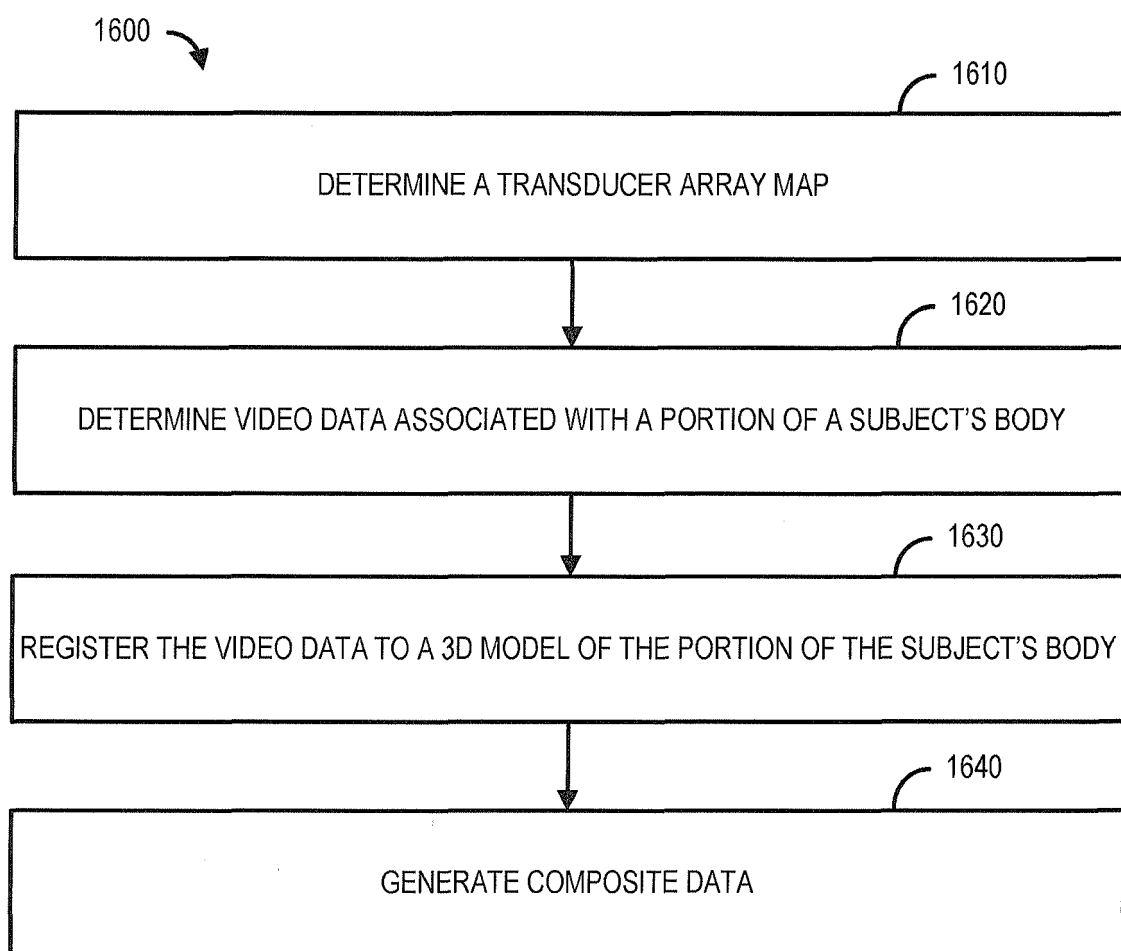 1600
1610
DETERMINE A TRANSDUCER ARRAY MAP
1620
DETERMINE VIDEO DATA ASSOCIATED WITH A PORTION OF A SUBJECT'S BODY
1630
REGISTER THE VIDEO DATA TO A 3D MODEL OF THE PORTION OF THE SUBJECT'S BODY
1640
GENERATE COMPOSITE DATA